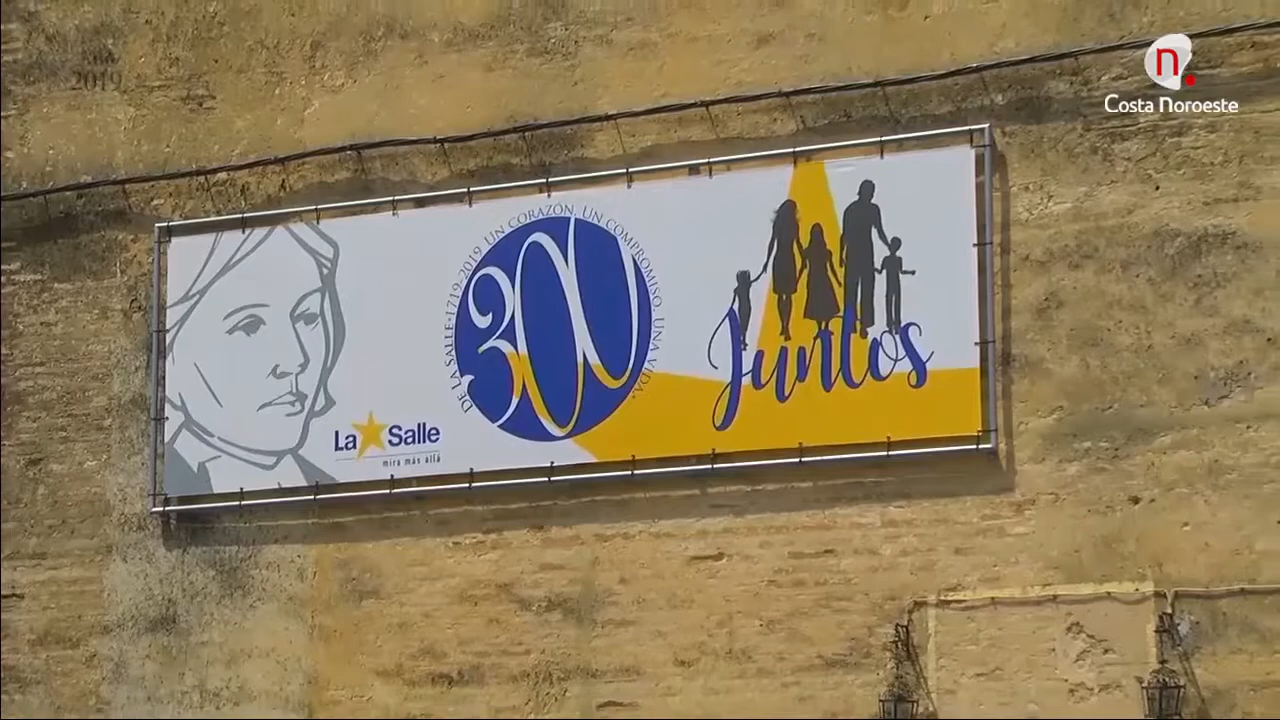 2019
n.
Costa Noroeste
DE LA SALLE•1719-2019 UN CORAZÓN, UN COMPROMISO, UNA VIDA
300
Juntos
La Salle
mira más allá